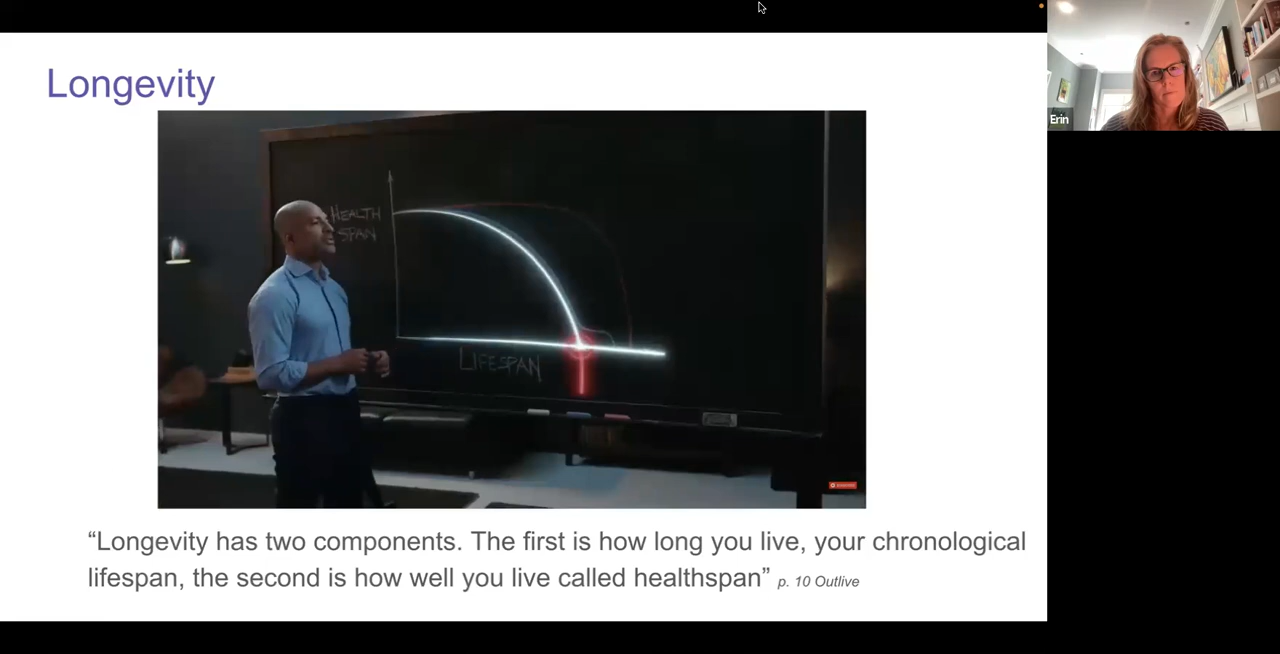 Longevity
Erin
HEALTH
SPAN
LIFESPAN
“Longevity has two components. The first is how long you live, your chronological
lifespan, the second is how well you live called healthspan” p. 10 Outlive